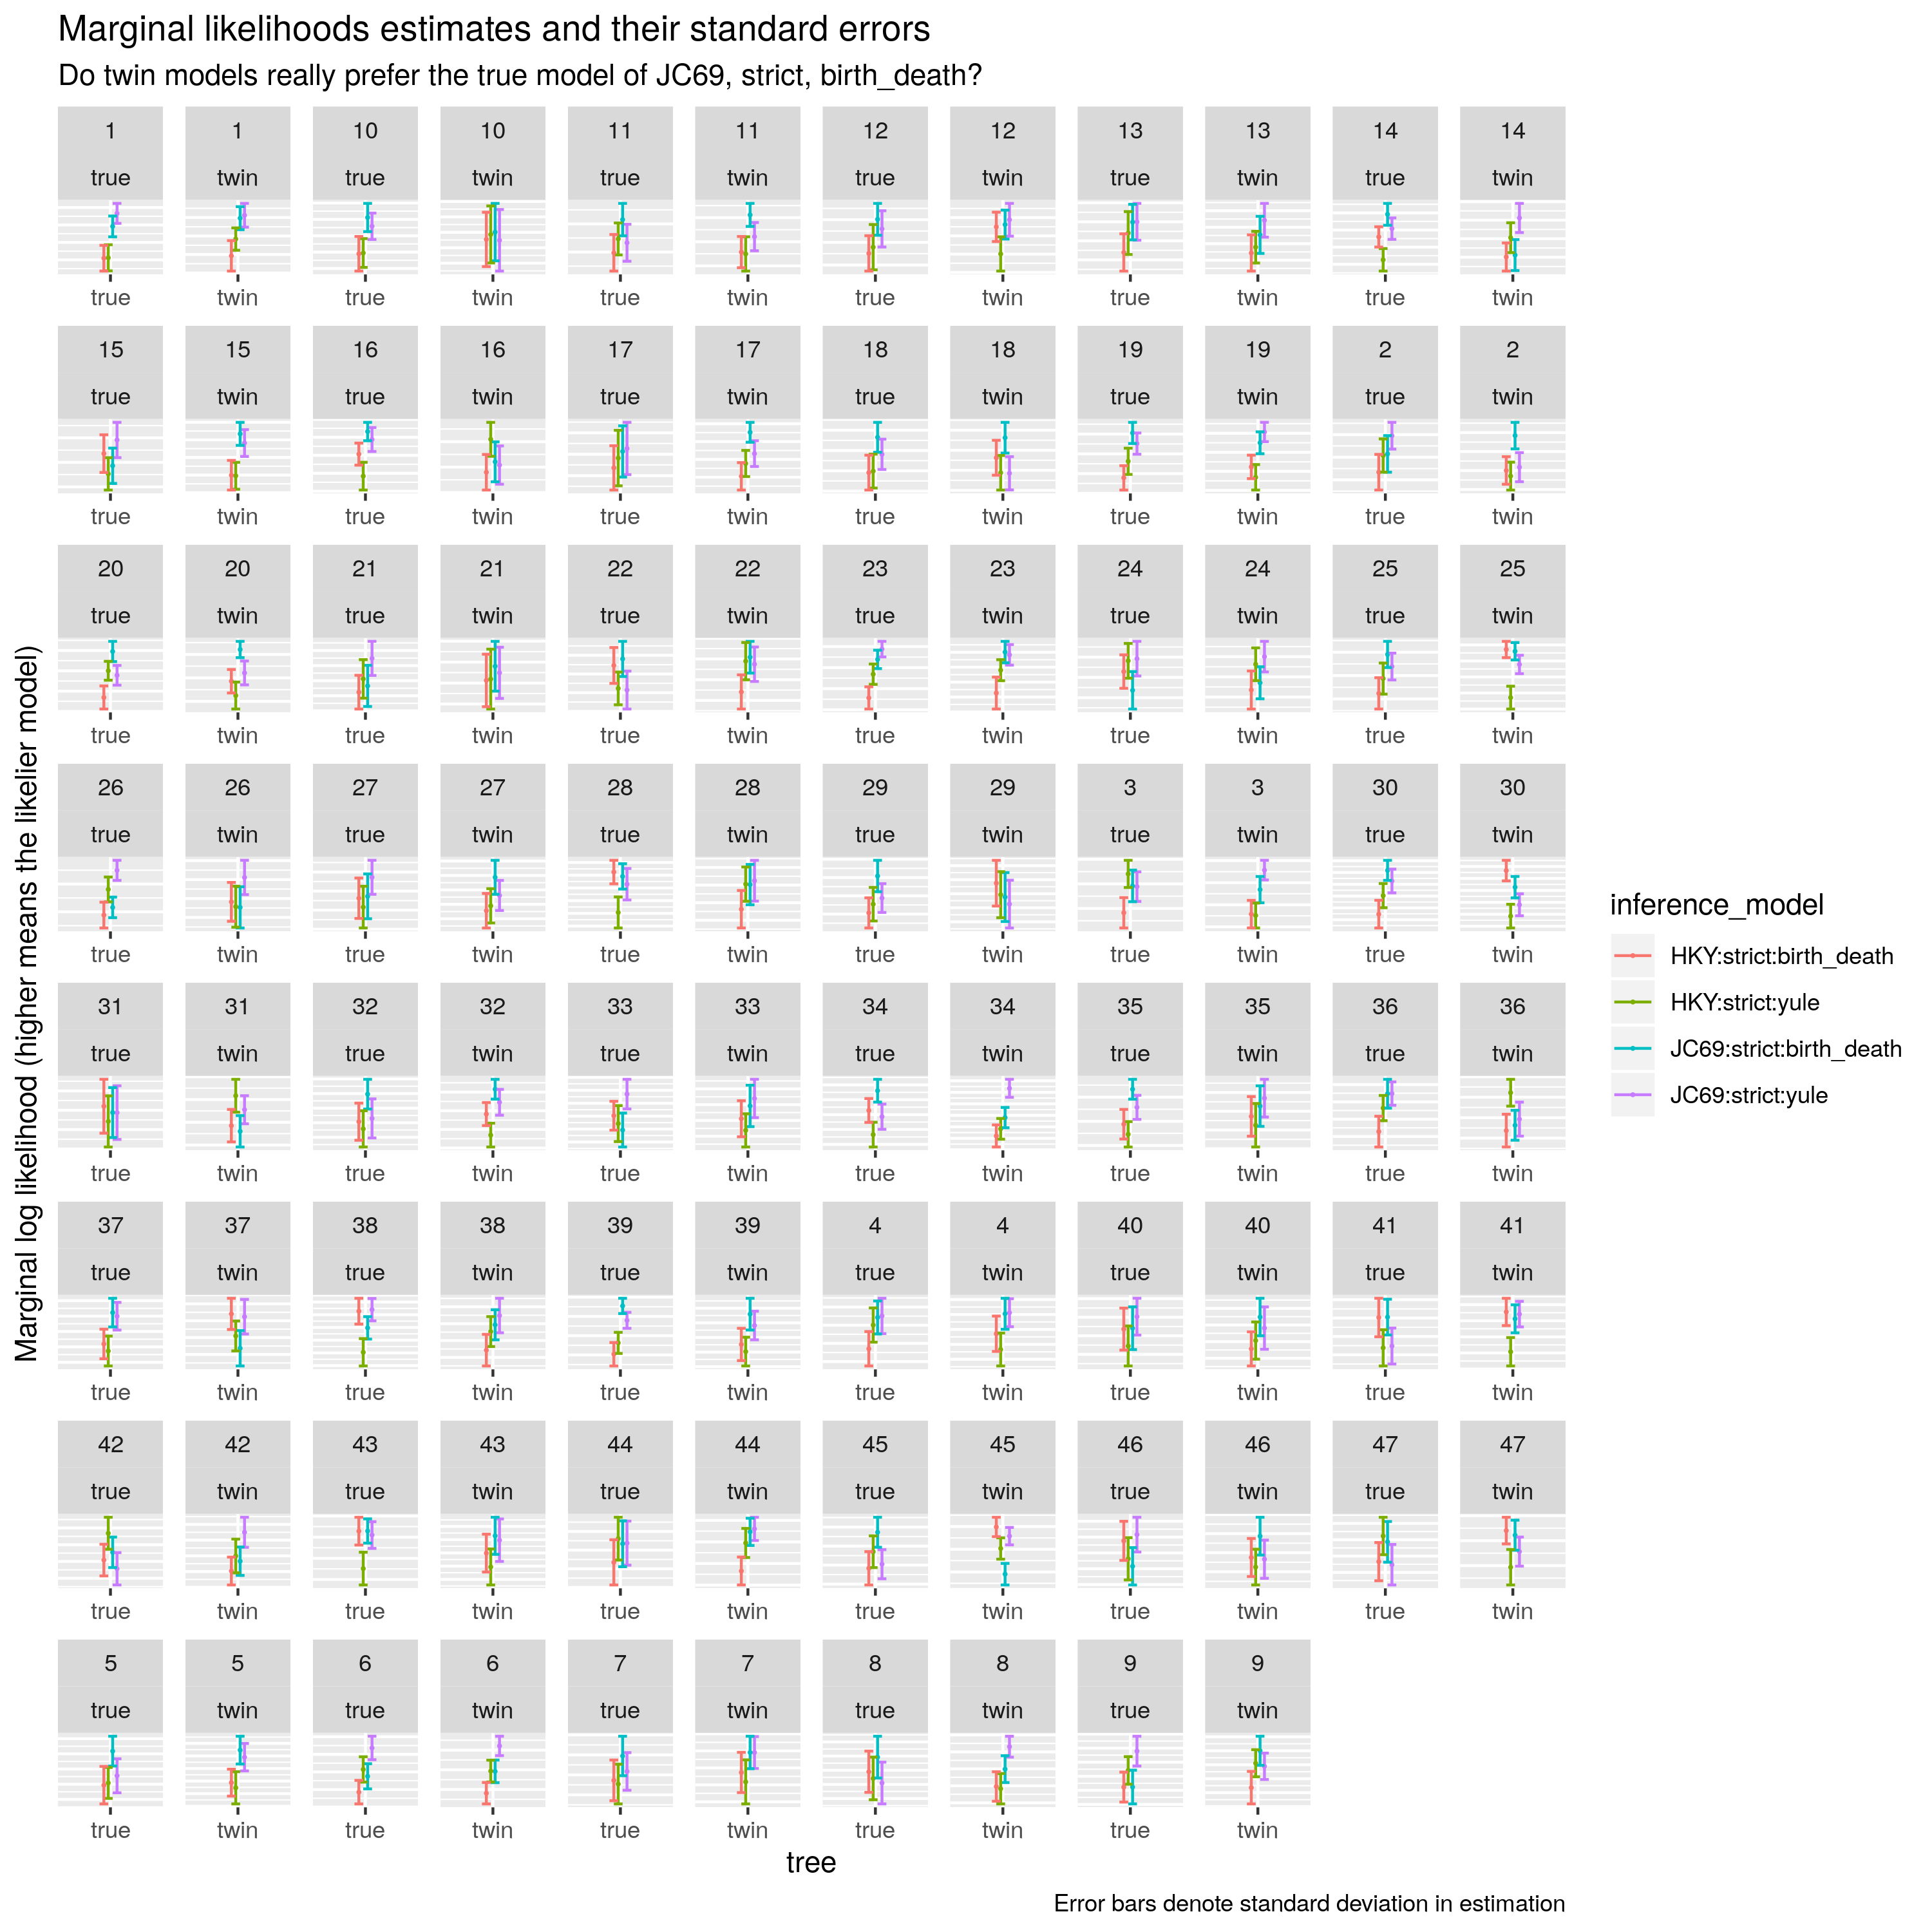 Marginal likelihoods estimates and their standard errors
Do twin models really prefer the true model of JC69, strict, birth_death?
1 1 10 10 11 11 12 12 13 13 14 14
true twin true twin true twin true twin true twin true twin
true twin true twin true twin true twin true twin true twin
15 15 16 16 17 17 18 18 19 19 2 2
true twin true twin true twin true twin true twin true twin
true twin true twin true twin true twin true twin true twin
20 20 21 21 22 22 23 23 24 24 25 25
true twin true twin true twin true twin true twin true twin
true twin true twin true twin true twin true twin true twin
26 26 27 27 28 28 29 29 3 3 30 30
true twin true twin true twin true twin true twin true twin
true twin true twin true twin true twin true twin true twin
31 31 32 32 33 33 34 34 35 35 36 36
true twin true twin true twin true twin true twin true twin
true twin true twin true twin true twin true twin true twin
37 37 38 38 39 39 4 4 40 40 41 41
true twin true twin true twin true twin true twin true twin
true twin true twin true twin true twin true twin true twin
42 42 43 43 44 44 45 45 46 46 47 47
true twin true twin true twin true twin true twin true twin
true twin true twin true twin true twin true twin true twin
5 5 6 6 7 7 8 8 9 9
true twin true twin true twin true twin true twin
true twin true twin true twin true twin true twin
tree
Marginal log likelihood (higher means the likelier model)
inference_model
HKY:strict:birth_death
HKY:strict:yule
JC69:strict:birth_death
JC69:strict:yule
Error bars denote standard deviation in estimation